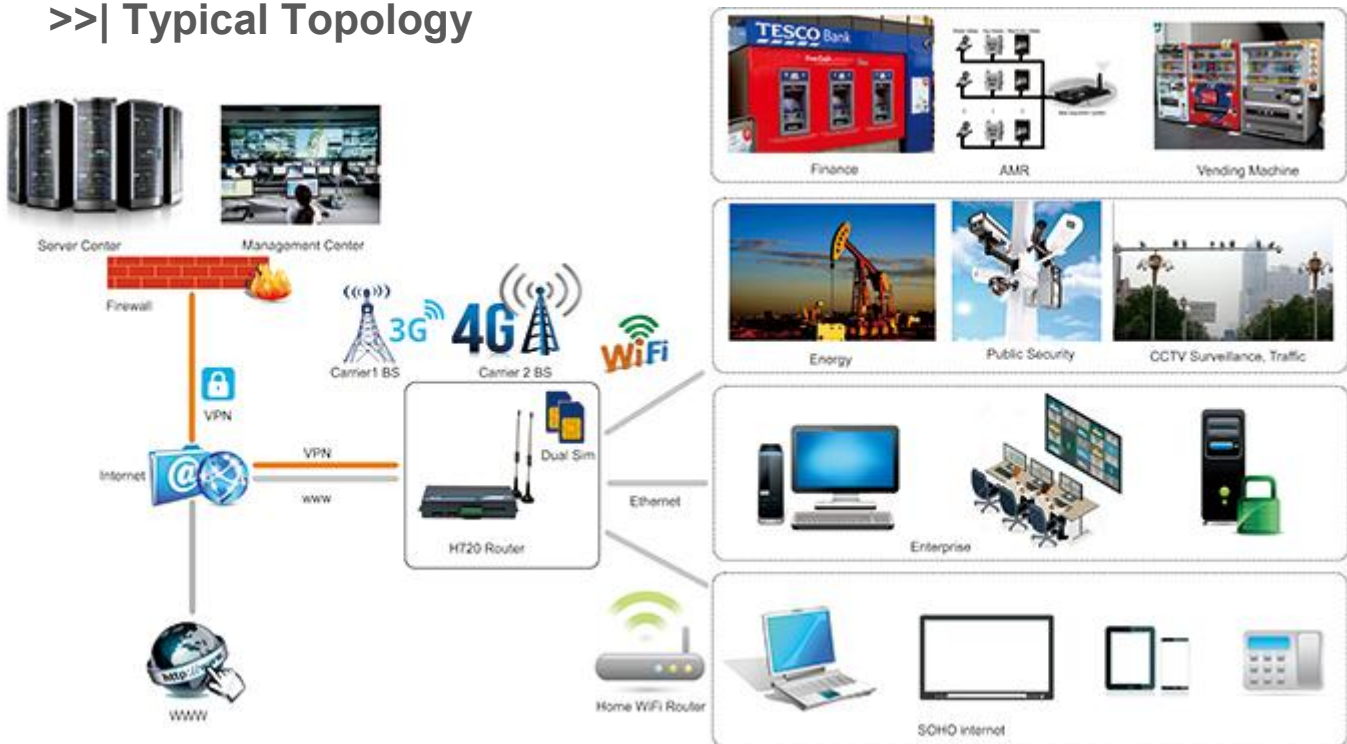 >>| Typical Topology
TESCO Bank
Finance
AMR
Vending Machine
Server Center
Management Center
Firewall
3G
4G
WiFi
Carrier1 BS
Carrier 2 BS
Energy
Public Security
CCTV Surveillance, Traffic
VPN
Internet
@
VPN
www
Dual Sim
H720 Router
Ethernet
Enterprise
http://
WWW
Home WiFi Router
SOHO internet